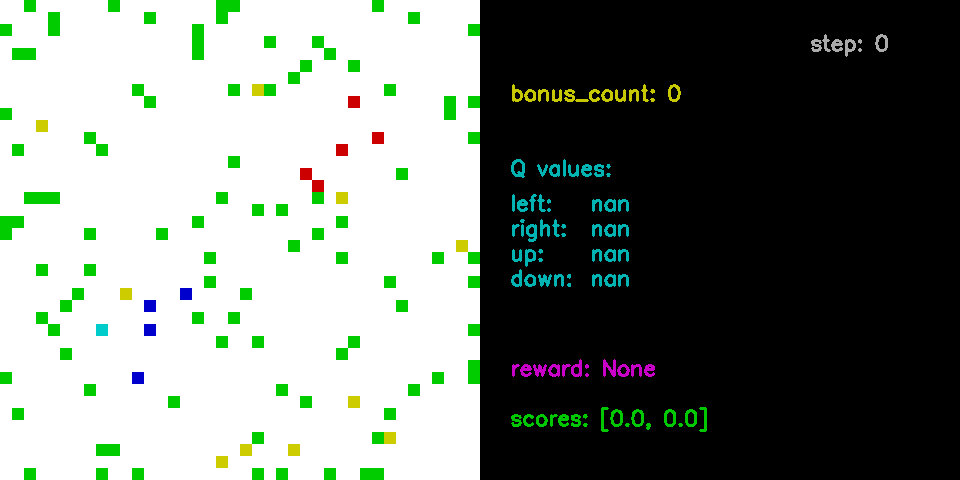 step: 0
bonus_count: 0
Q values:
left: nan
right: nan
up: nan
down: nan
reward: None
scores: [0.0, 0.0]